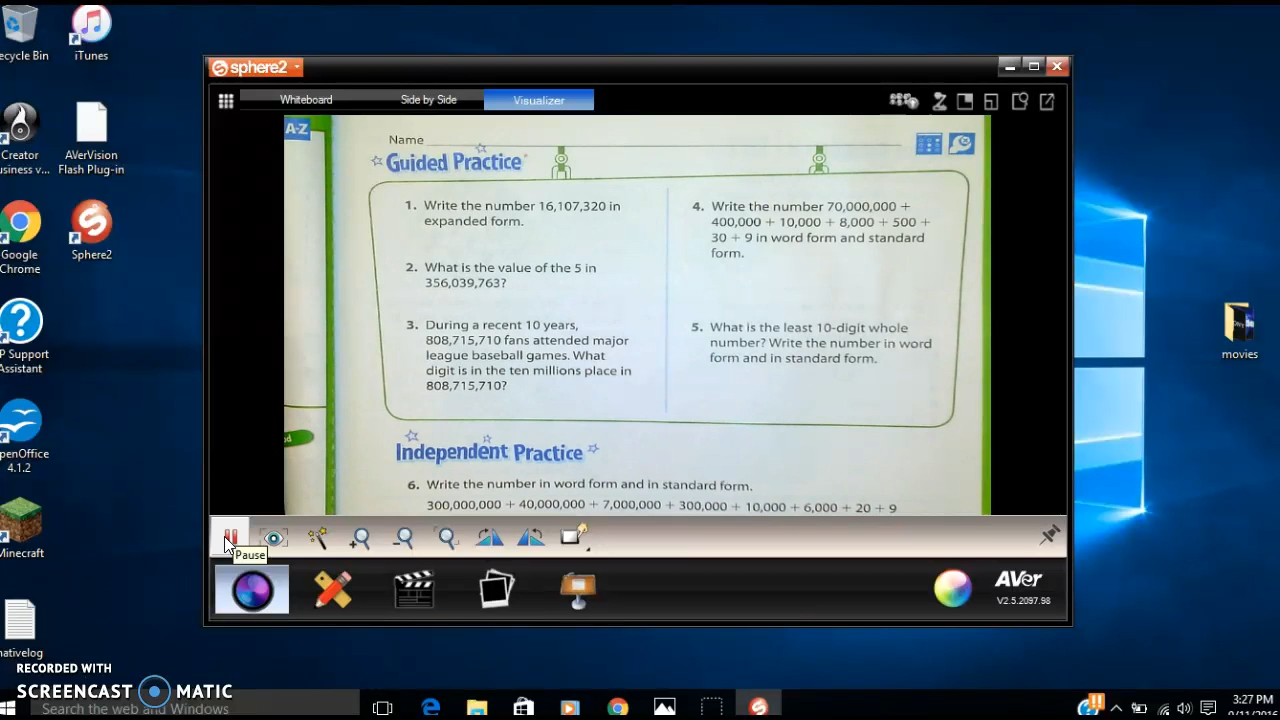 ecycle Bin
iTunes
Creator
usiness v...
AVerVision
Flash Plug-in
Google
Chrome
Sphere2
P Support
Assistant
penOffice
4.1.2
Minecraft
nativelog
movies
sphere2
Whiteboard
Side by Side
Visualizer
A-Z
Name
Guided Practice
1. Write the number 16,107,320 in
expanded form.
2. What is the value of the 5 in
356,039,763?
3. During a recent 10 years,
808,715,710 fans attended major
league baseball games. What
digit is in the ten millions place in
808,715,710?
4. Write the number 70,000,000 +
400,000 + 10,000 + 8,000 + 500 +
30 + 9 in word form and standard
form.
5. What is the least 10-digit whole
number? Write the number in word
form and in standard form.
Independent Practice
6. Write the number in word form and in standard form.
300,000,000 + 40,000,000 + 7,000,000 + 300,000 + 10,000 + 6,000 + 20 + 9
Pause
AVer
V2.5.2097.98
RECORDED WITH
SCREENCAST MATIC
Search the web and Windows
3:27 PM